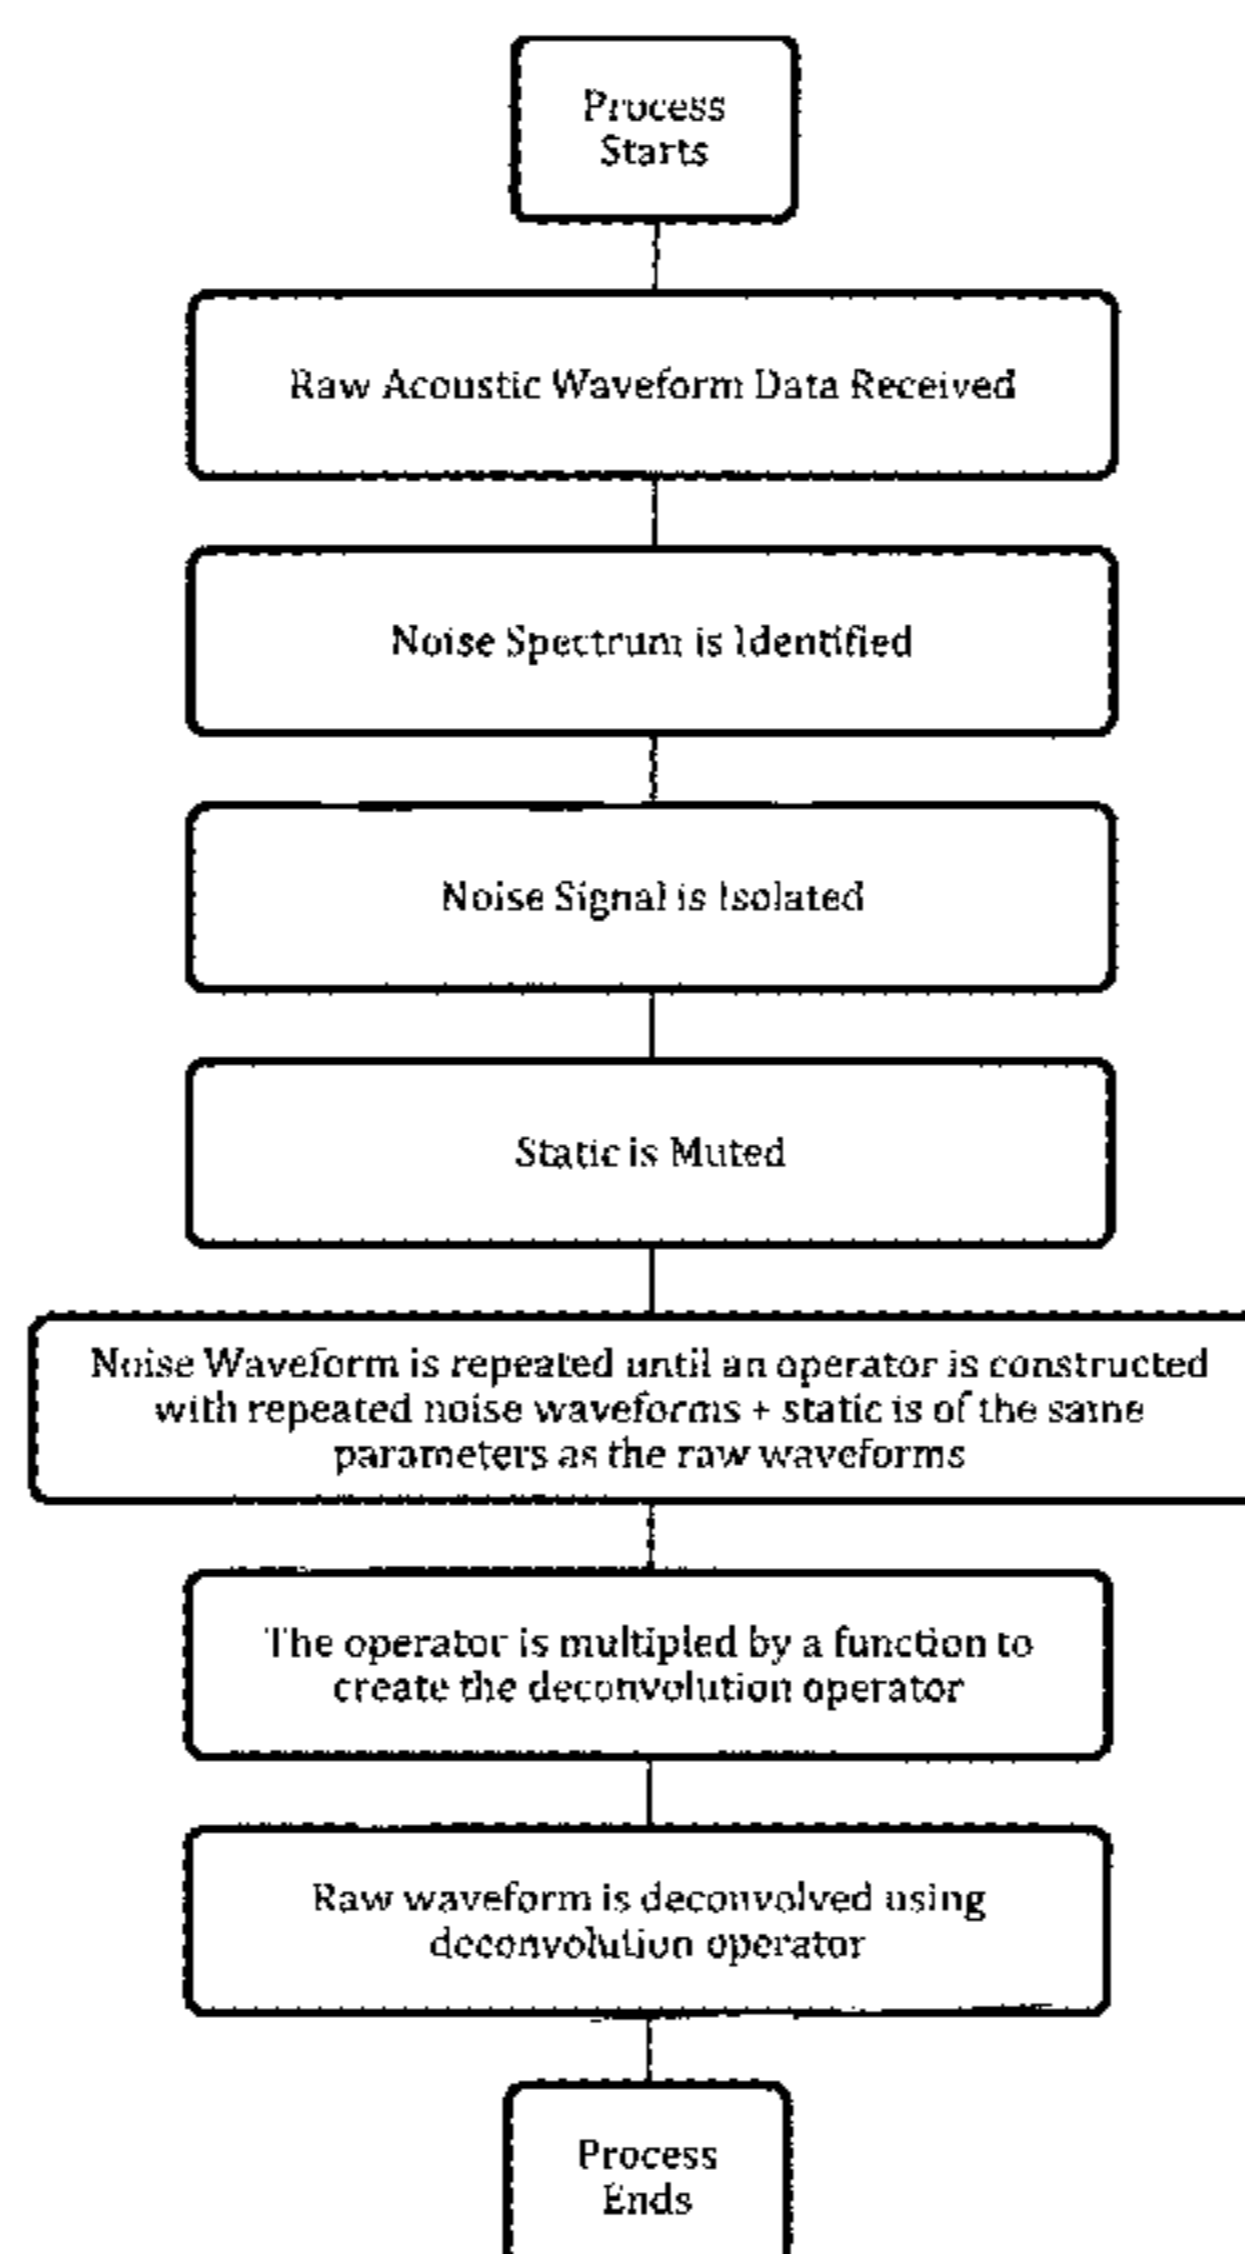 Process
Starts
Raw Acoustic Waveform Data Received
Noise Spectrum is Identified
Noise Signal is Isolated
Static is Muted
Noise Waveform is repeated until an operator is constructed
with repeated noise waveforms + static is of the same
parameters as the raw waveforms
The operator is multipled by a function to
create the deconvolution operator
Raw waveform is deconvolved using
deconvolution operator
Process
Ends